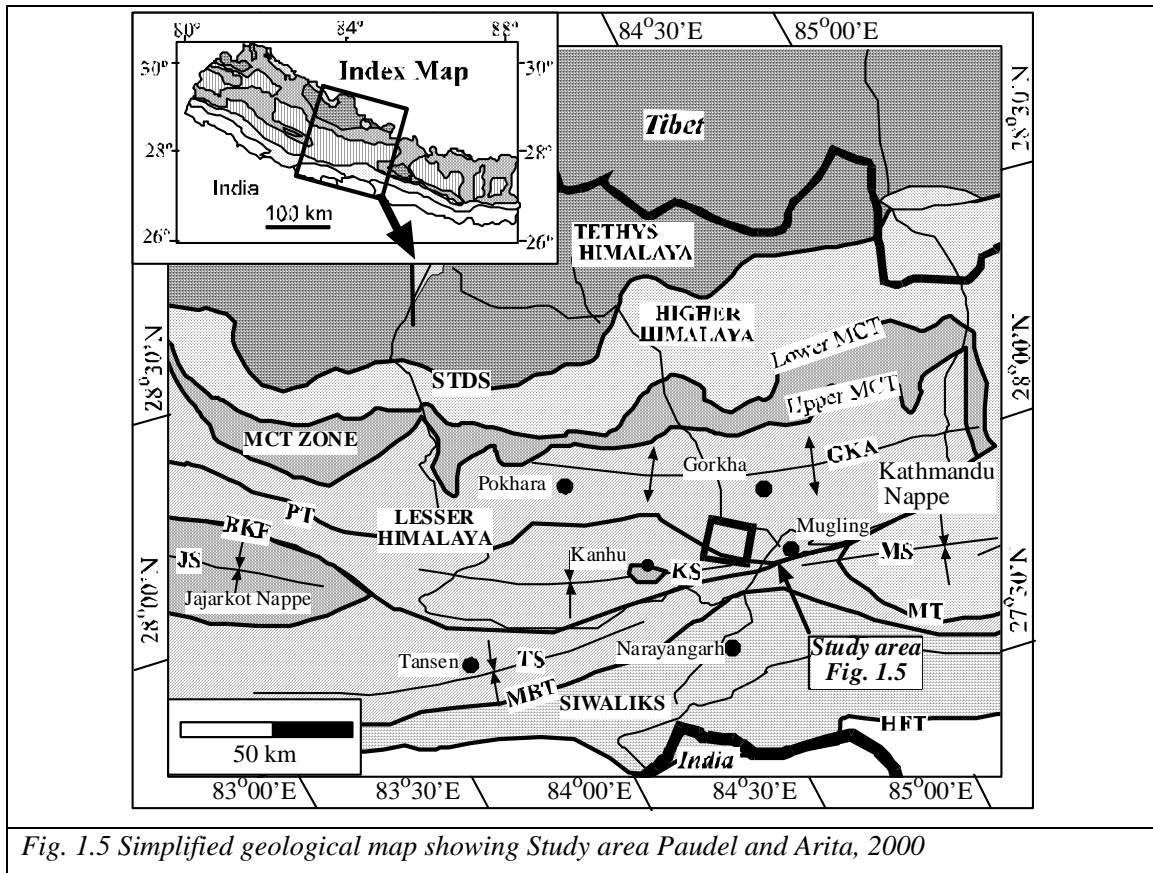 80°
84°
88°
84°30'E
85°00'E
30°
30°
Index Map
28°
28°
India
100 km
26°
26°
Tibet
28°30'N
TETHYS
HIMALAYA
HIGHER
HIMALAYA
Lower MCT
28°30'N
28°00'N
STDS
Upper MCT
MCT ZONE
GKA
Gorkha
Pokhara
Kathmandu
Nappe
PT
LESSER
HIMALAYA
BKF
Mugling
JS
Kanhu
KS
MS
Jajarkot Nappe
28°00'N
27°30'N
MT
Narayangarh
Study area
Fig. 1.5
Tansen
TS
MBT
SIWALIKS
HFT
50 km
India
83°00'E
83°30'E
84°00'E
84°30'E
85°00'E
Fig. 1.5 Simplified geological map showing Study area Paudel and Arita, 2000